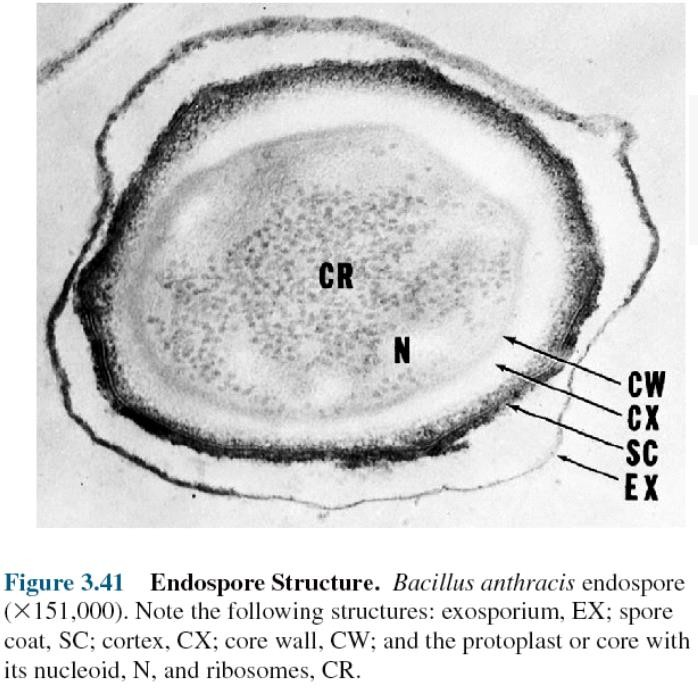 CR
N
CW
CX
SC
EX
Figure 3.41 Endospore Structure. Bacillus anthracis endospore
(×151,000). Note the following structures: exosporium, EX; spore
coat, SC; cortex, CX; core wall, CW; and the protoplast or core with
its nucleoid, N, and ribosomes, CR.